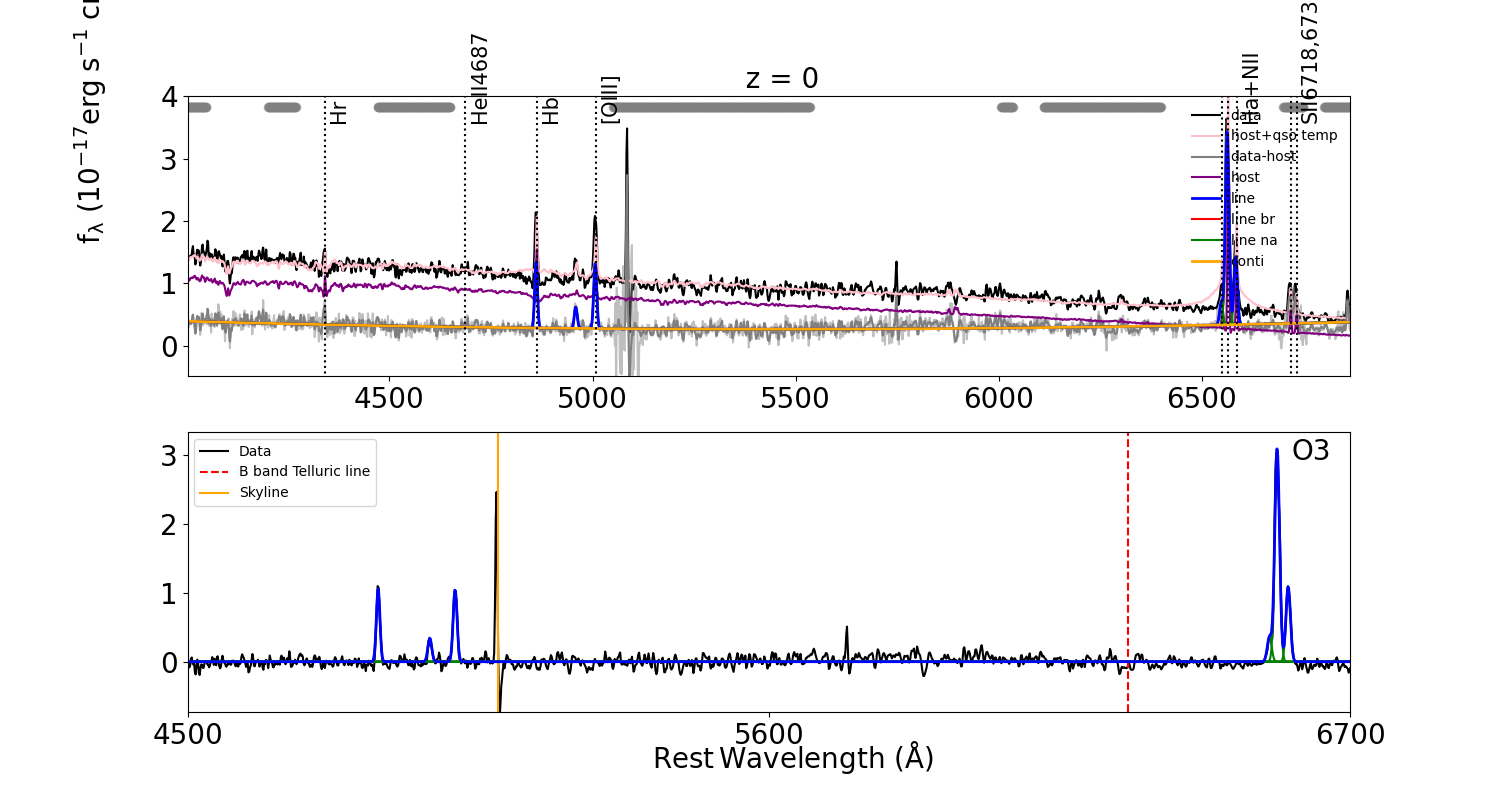 z = 0
fλ (10⁻¹⁷erg s⁻¹ c
Hr
HeII4687
Hb
[OIII]
Ha+NII
SII6718,673
4
3
2
1
0
data
host+qso temp
data-host
host
line
line br
line na
conti
4500
5000
5500
6000
6500
Data
B band Telluric line
Skyline
O3
3
2
1
0
4500
5600
6700
Rest Wavelength (Å)